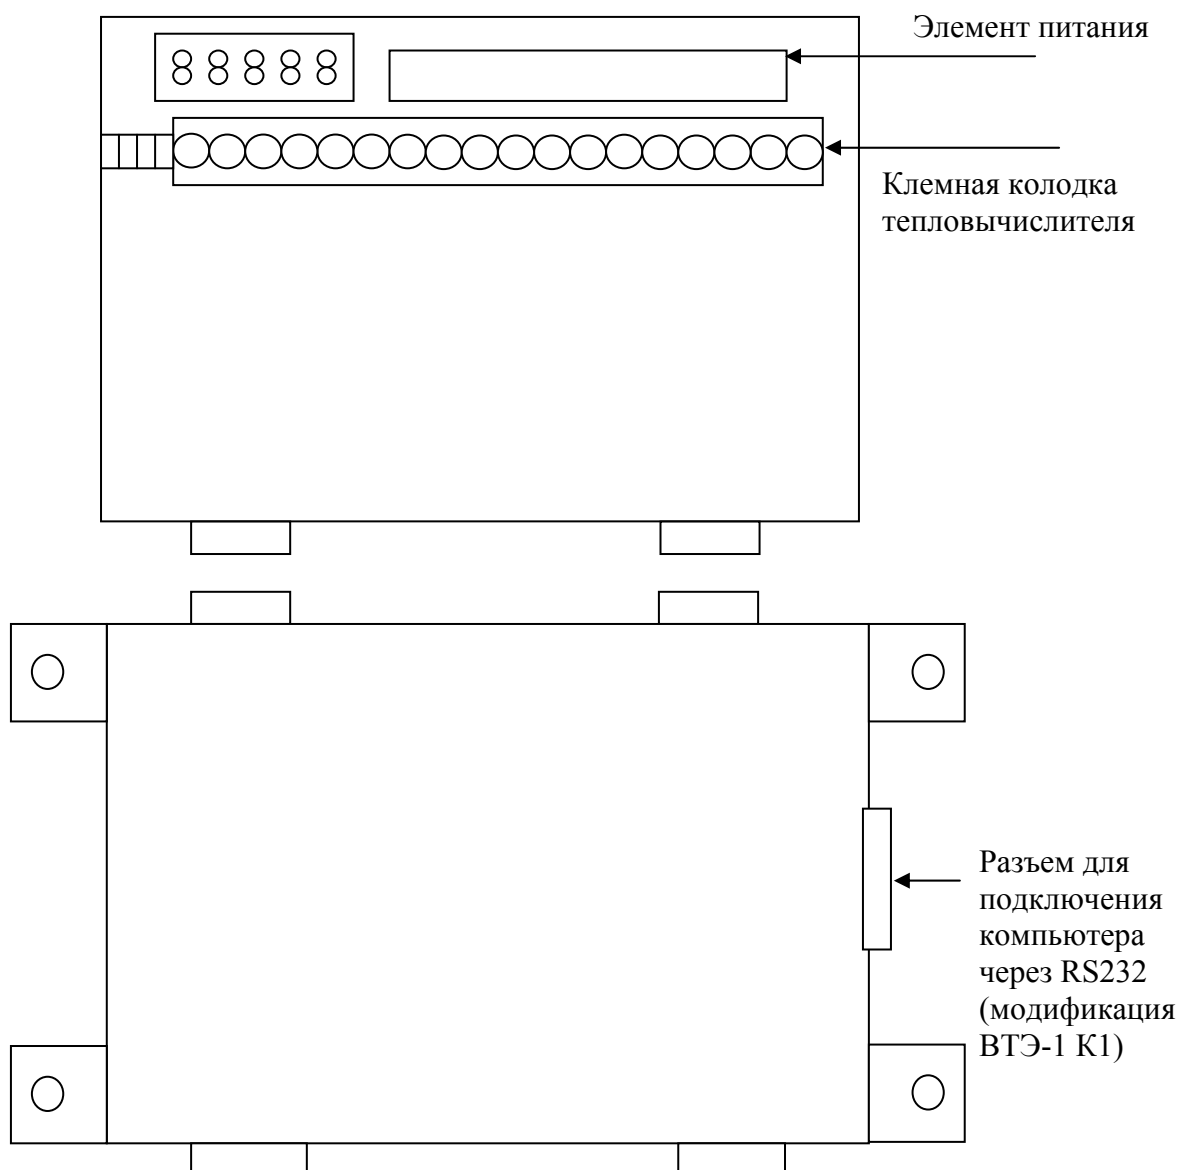 Элемент питания
Клемная колодка
тепловычислителя
Разъем для
подключения
компьютера
через RS232
(модификация
ВТЭ-1 К1)